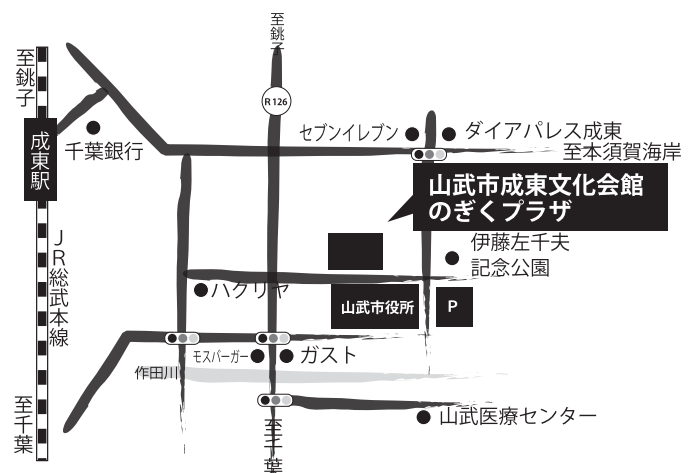 至銚子
至銚子
R 126
セブンイレブン
ダイアパレス成東
成東駅
千葉銀行
至本須賀海岸
山武市成東文化会館
のぎくプラザ
伊藤左千夫
記念公園
JR総武本線
ハクリヤ
山武市役所
P
モスバーガー
ガスト
作田川
至千葉
山武医療センター
至千葉